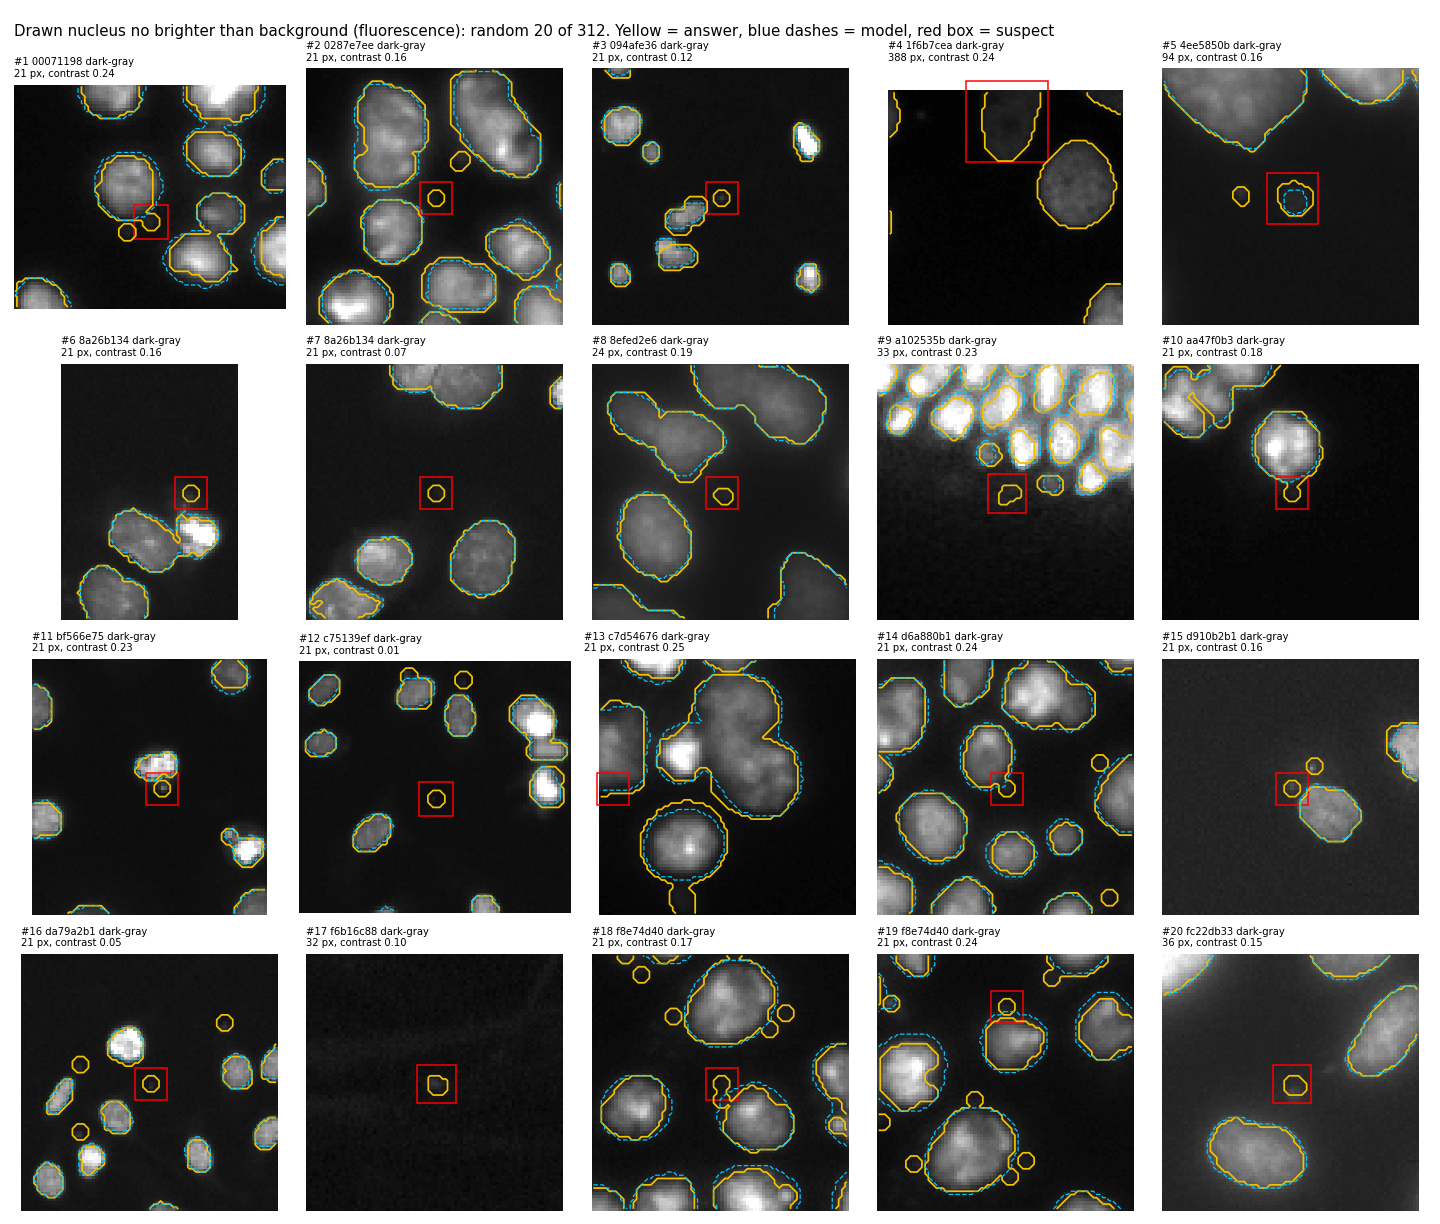 Drawn nucleus no brighter than background (fluorescence): random 20 of 312. Yellow = answer, blue dashes = model, red box = suspect
#1 00071198 dark-gray
21 px, contrast 0.24
#2 0287e7ee dark-gray
21 px, contrast 0.16
#3 094afe36 dark-gray
21 px, contrast 0.12
#4 1f6b7cea dark-gray
388 px, contrast 0.24
#5 4ee5850b dark-gray
94 px, contrast 0.16
#6 8a26b134 dark-gray
21 px, contrast 0.16
#7 8a26b134 dark-gray
21 px, contrast 0.07
#8 8efed2e6 dark-gray
24 px, contrast 0.19
#9 a102535b dark-gray
33 px, contrast 0.23
#10 aa47f0b3 dark-gray
21 px, contrast 0.18
#11 bf566e75 dark-gray
21 px, contrast 0.23
#12 c75139ef dark-gray
21 px, contrast 0.01
#13 c7d54676 dark-gray
21 px, contrast 0.25
#14 d6a880b1 dark-gray
21 px, contrast 0.24
#15 d910b2b1 dark-gray
21 px, contrast 0.16
#16 da79a2b1 dark-gray
21 px, contrast 0.05
#17 f6b16c88 dark-gray
32 px, contrast 0.10
#18 f8e74d40 dark-gray
21 px, contrast 0.17
#19 f8e74d40 dark-gray
21 px, contrast 0.24
#20 fc22db33 dark-gray
36 px, contrast 0.15